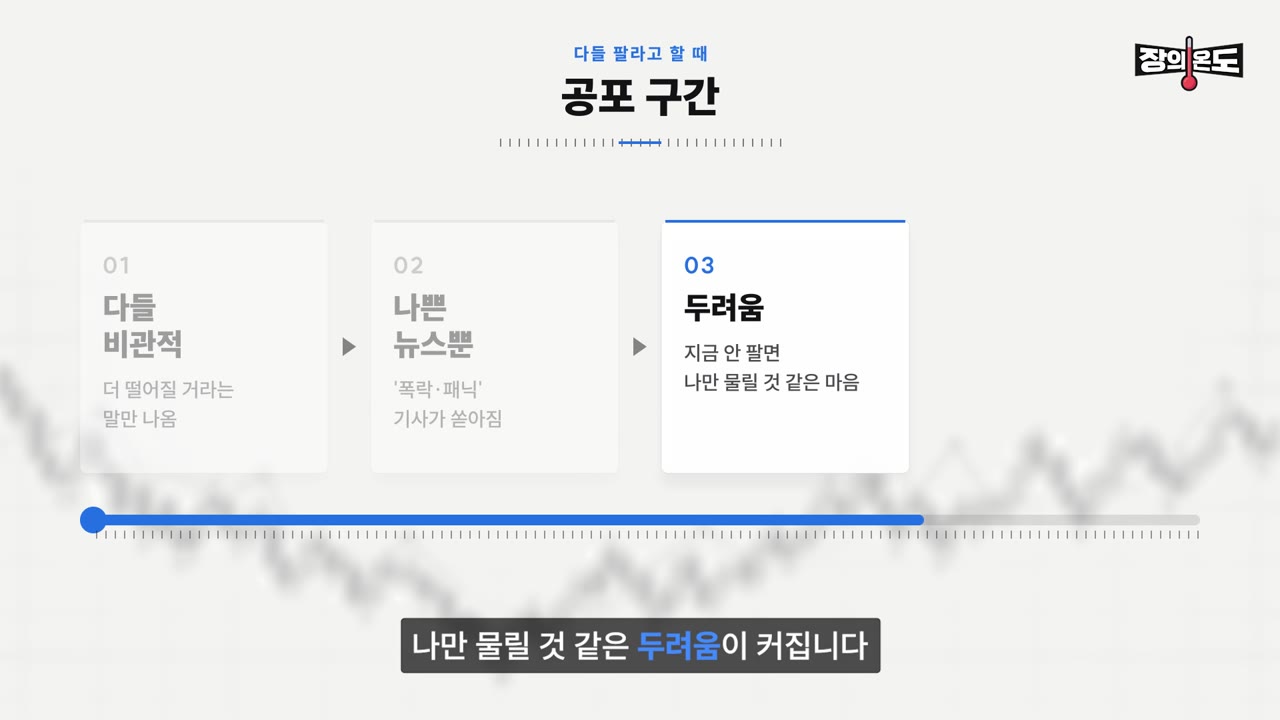 다들 팔라고 할 때
장의온도
공포 구간
01
다들
비관적
더 떨어질 거라는
말만 나옴
02
나쁜
뉴스뿐
'폭락·패닉'
기사가 쏟아짐
03
두려움
지금 안 팔면
나만 물릴 것 같은 마음
나만 물릴 것 같은 두려움이 커집니다